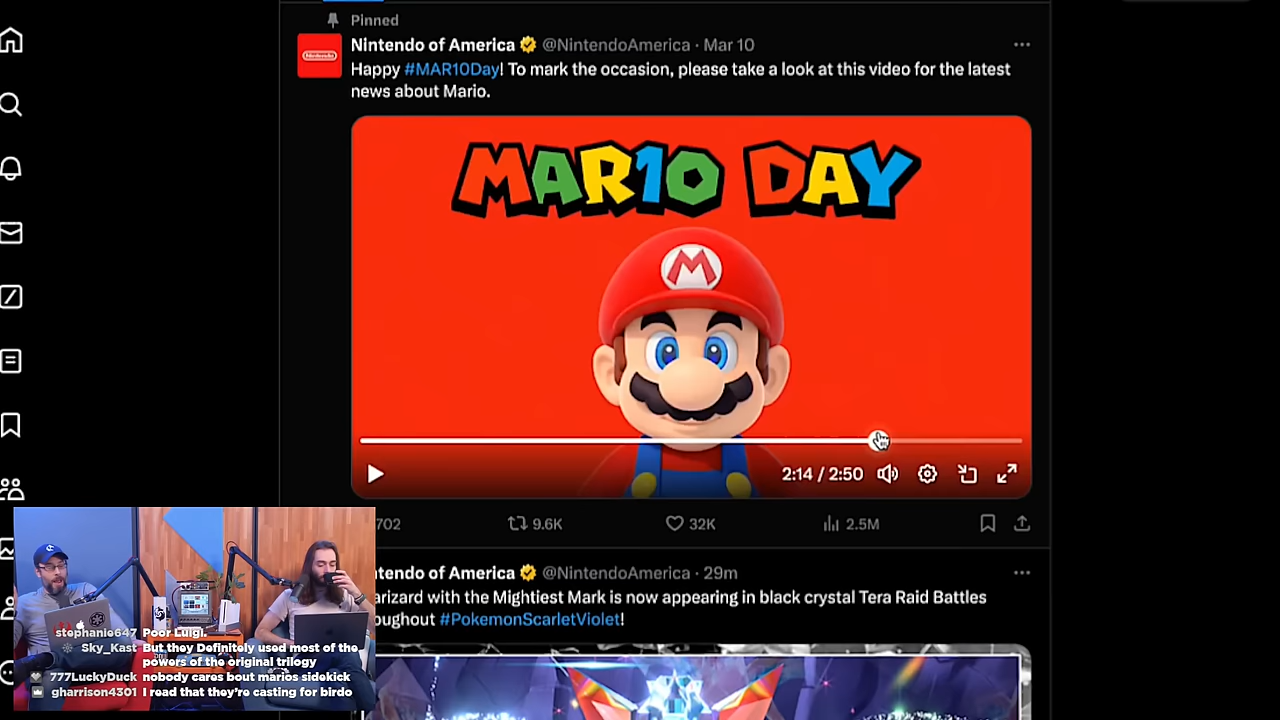 Pinned
Nintendo of America @NintendoAmerica · Mar 10
Happy #MAR10Day! To mark the occasion, please take a look at this video for the latest
news about Mario.
Nintendo
MAR10 DAY
M
2:14 / 2:50
702 9.6K 32K 2.5M
tendo of America @NintendoAmerica · 29m
arizard with the Mightiest Mark is now appearing in black crystal Tera Raid Battles
oughout #PokemonScarletViolet!
stephanie647 Poor Luigi.
Sky_Kast But they Definitely used most of the
powers of the original trilogy
777LuckyDuck nobody cares bout marios sidekick
gharrison4301 I read that they're casting for birdo